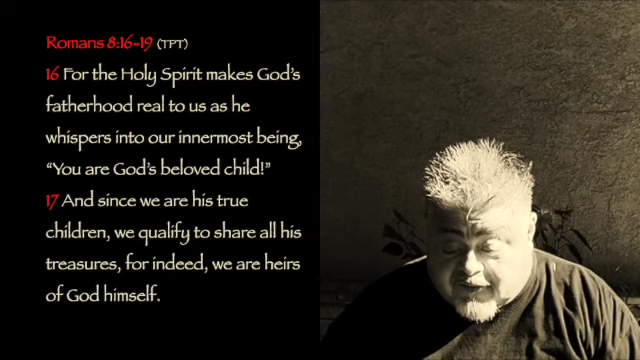 Romans 8:16-19 (TPT)
16 For the Holy Spirit makes God's
fatherhood real to us as he
whispers into our innermost being,
“You are God's beloved child!”
17 And since we are his true
children, we qualify to share all his
treasures, for indeed, we are heirs
of God himself.